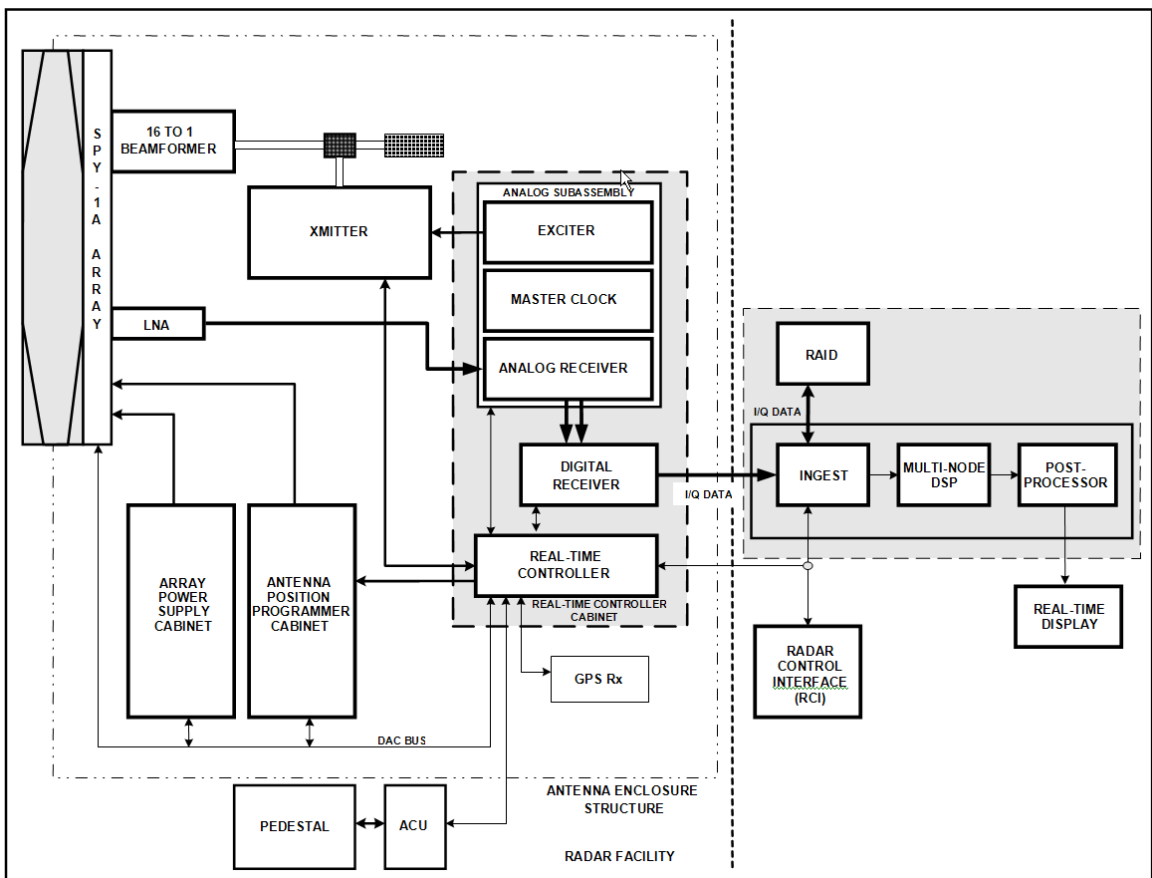 SPY-1A ARRAY
16 TO 1
BEAMFORMER
XMITTER
LNA
ANALOG SUBASSEMBLY
EXCITER
MASTER CLOCK
ANALOG RECEIVER
DIGITAL
RECEIVER
I/Q DATA
REAL-TIME
CONTROLLER
REAL-TIME CONTROLLER
CABINET
ARRAY
POWER
SUPPLY
CABINET
ANTENNA
POSITION
PROGRAMMER
CABINET
GPS Rx
DAC BUS
PEDESTAL
ACU
ANTENNA ENCLOSURE
STRUCTURE
RADAR FACILITY
RAID
I/Q DATA
INGEST
MULTI-NODE
DSP
POST-
PROCESSOR
RADAR
CONTROL
INTERFACE
(RCI)
REAL-TIME
DISPLAY